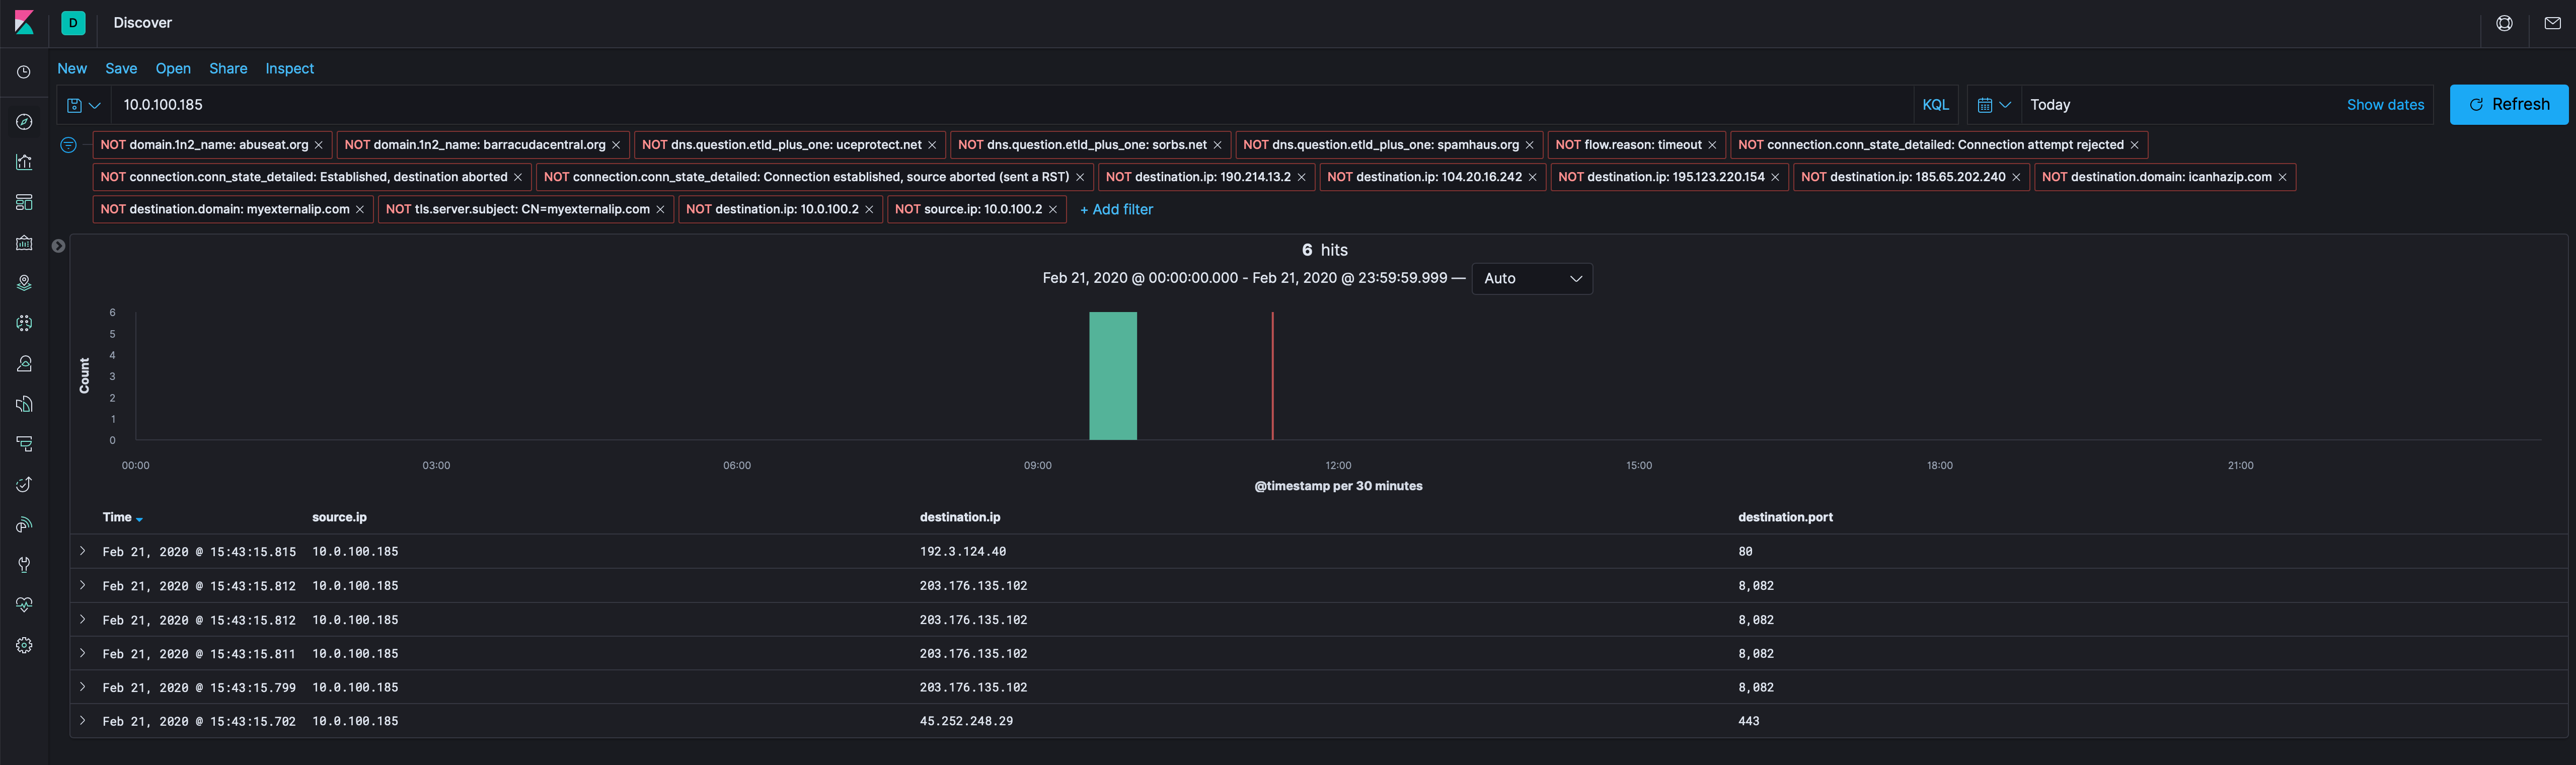 D Discover
New Save Open Share Inspect
10.0.100.185 KQL Today Show dates Refresh
NOT domain.1n2_name: abuseat.org × NOT domain.1n2_name: barracudacentral.org × NOT dns.question.etld_plus_one: uceprotect.net × NOT dns.question.etld_plus_one: sorbs.net × NOT dns.question.etld_plus_one: spamhaus.org × NOT flow.reason: timeout × NOT connection.conn_state_detailed: Connection attempt rejected ×
NOT connection.conn_state_detailed: Established, destination aborted × NOT connection.conn_state_detailed: Connection established, source aborted (sent a RST) × NOT destination.ip: 190.214.13.2 × NOT destination.ip: 104.20.16.242 × NOT destination.ip: 195.123.220.154 × NOT destination.ip: 185.65.202.240 × NOT destination.domain: icanhazip.com ×
NOT destination.domain: myexternalip.com × NOT tls.server.subject: CN=myexternalip.com × NOT destination.ip: 10.0.100.2 × NOT source.ip: 10.0.100.2 × + Add filter
6 hits
Feb 21, 2020 @ 00:00:00.000 - Feb 21, 2020 @ 23:59:59.999 — Auto
Count
6
5
4
3
2
1
0
00:00 03:00 06:00 09:00 12:00 15:00 18:00 21:00
@timestamp per 30 minutes
Time source.ip destination.ip destination.port
Feb 21, 2020 @ 15:43:15.815 10.0.100.185 192.3.124.40 80
Feb 21, 2020 @ 15:43:15.812 10.0.100.185 203.176.135.102 8,082
Feb 21, 2020 @ 15:43:15.812 10.0.100.185 203.176.135.102 8,082
Feb 21, 2020 @ 15:43:15.811 10.0.100.185 203.176.135.102 8,082
Feb 21, 2020 @ 15:43:15.799 10.0.100.185 203.176.135.102 8,082
Feb 21, 2020 @ 15:43:15.702 10.0.100.185 45.252.248.29 443